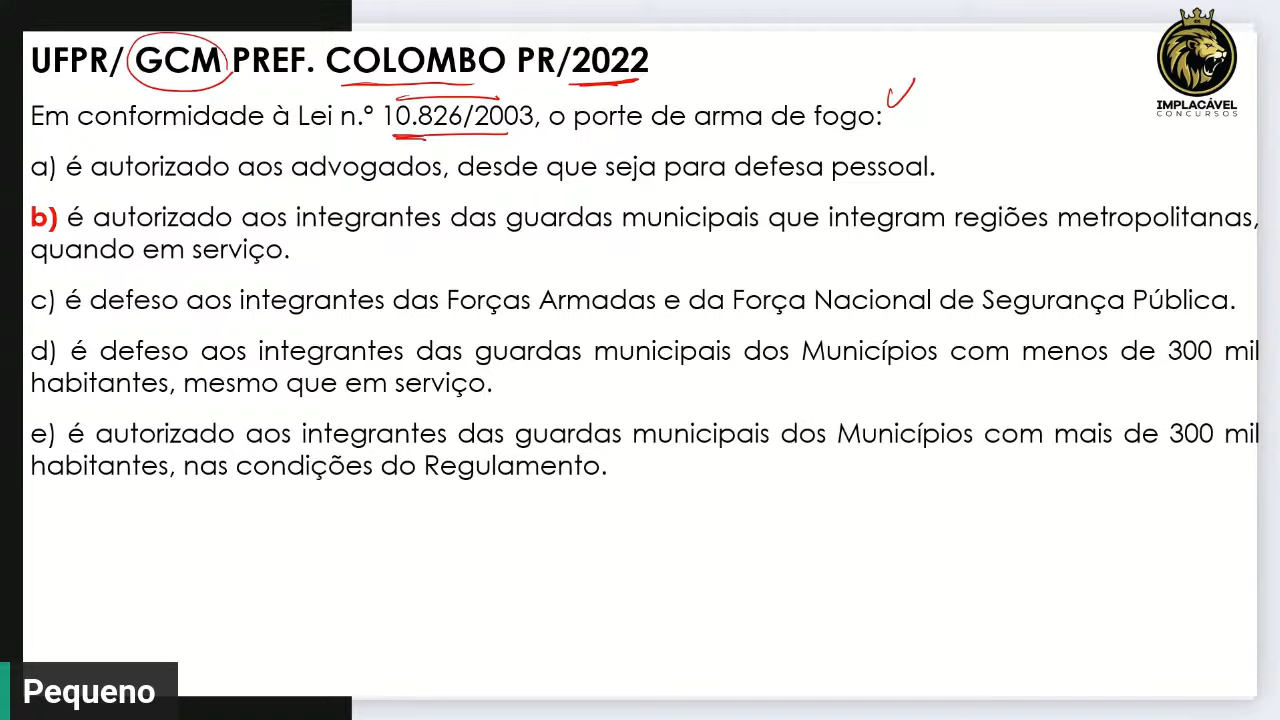 UFPR/ GCM PREF. COLOMBO PR/2022
IMPLACÁVEL
CONCURSOS
Em conformidade à Lei n.º 10.826/2003, o porte de arma de fogo:
a) é autorizado aos advogados, desde que seja para defesa pessoal.
b) é autorizado aos integrantes das guardas municipais que integram regiões metropolitanas,
quando em serviço.
c) é defeso aos integrantes das Forças Armadas e da Força Nacional de Segurança Pública.
d) é defeso aos integrantes das guardas municipais dos Municípios com menos de 300 mil
habitantes, mesmo que em serviço.
e) é autorizado aos integrantes das guardas municipais dos Municípios com mais de 300 mil
habitantes, nas condições do Regulamento.
Pequeno